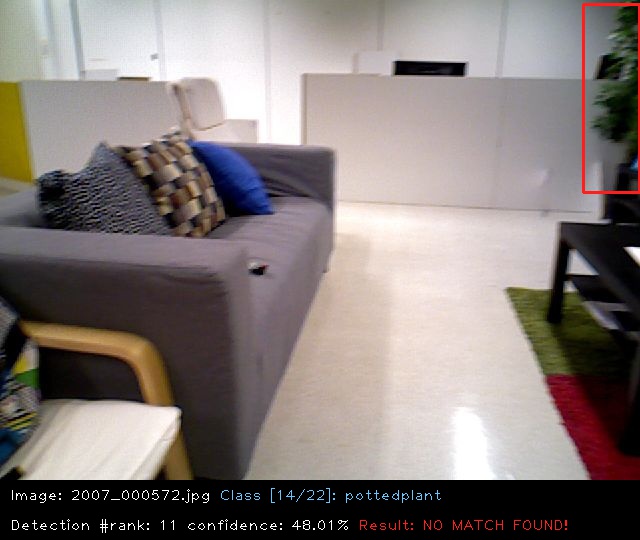 Image: 2007_000572.jpg Class [14/22]: pottedplant
Detection #rank: 11 confidence: 48.01% Result: NO MATCH FOUND!